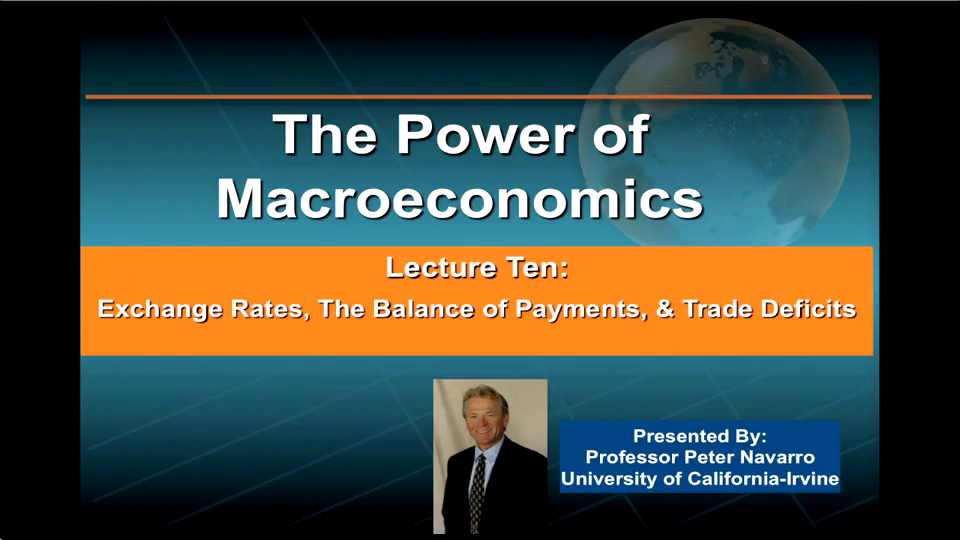 The Power of
Macroeconomics
Lecture Ten:
Exchange Rates, The Balance of Payments, & Trade Deficits
Presented By:
Professor Peter Navarro
University of California-Irvine